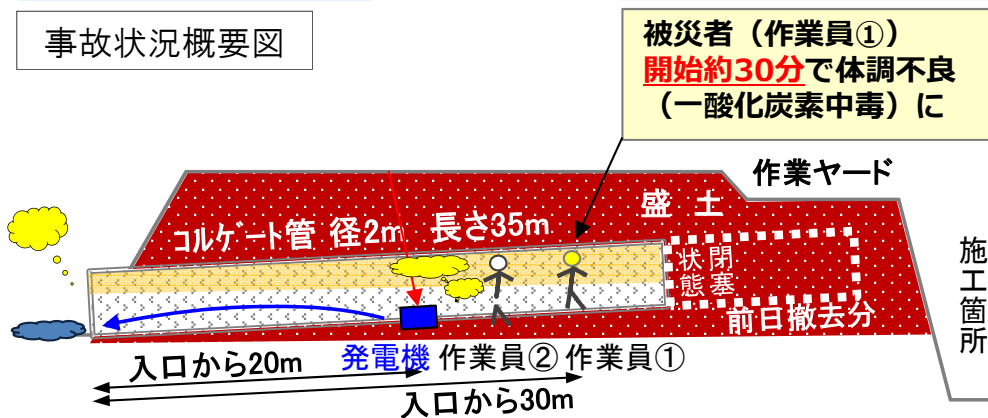 事故状況概要図
被災者（作業員①）
開始約30分で体調不良
（一酸化炭素中毒）に
作業ヤード
盛 土
コルゲート管 径2m 長さ35m
閉塞
状態
前日撤去分
施工箇所
入口から20m 発電機 作業員② 作業員①
入口から30m